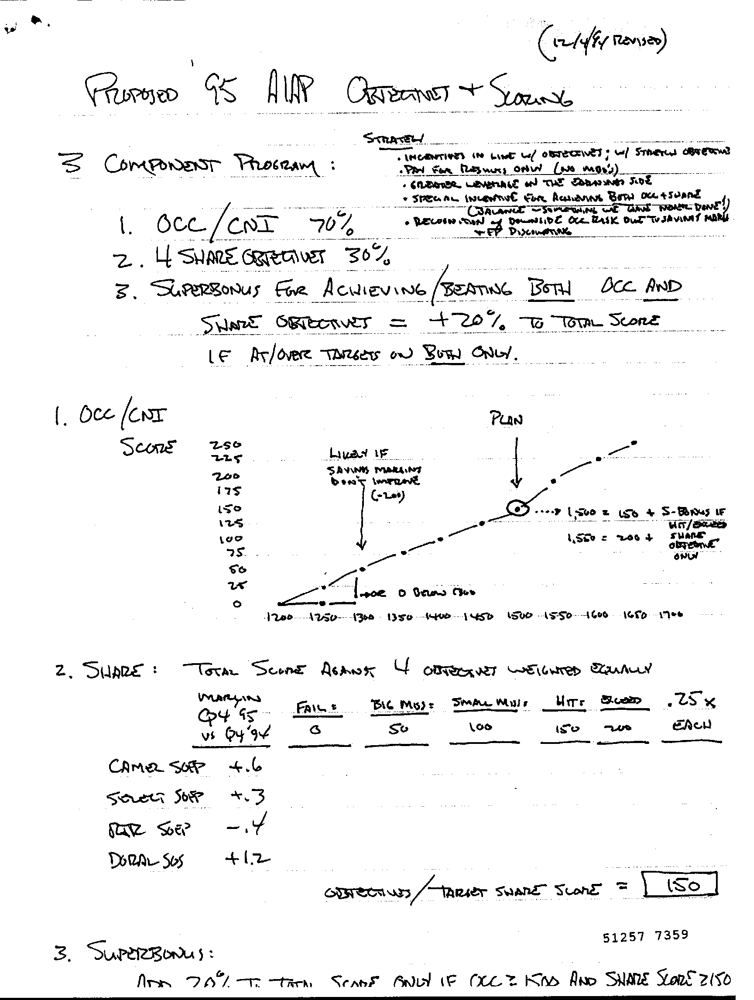 (12/4/94 REVISED)
PROPOSED '95 AIAP OBJECTIVES + SCORING
STRATEGY
3 COMPONENT PROGRAM :
• INCENTIVES IN LINE W/ OBJECTIVES; W/ STRETCH OBJECTIVES
• PAY FOR RESULTS ONLY (NO MBO'S)
• GREATER LEVERAGE ON THE EARNINGS SIDE
• SPECIAL INCENTIVE FOR ACHIEVING BOTH OCC + SHARE
(BALANCE - SOMETHING WE HAVE NEVER DONE!)
• RECOGNITION OF DOWNSIDE OCC RISK DUE TO SAVINGS MARG
+ FP DISCOUNTING
1. OCC/CNI 70%
2. 4 SHARE OBJECTIVES 30%
3. SUPERBONUS FOR ACHIEVING/BEATING BOTH OCC AND
SHARE OBJECTIVES = +20% TO TOTAL SCORE
IF AT/OVER TARGETS ON BOTH ONLY.
1. OCC/CNI
PLAN
SCORE
250
225
200
175
150
125
100
75
50
25
0
LIKELY IF
SAVINGS MARGINS
DON'T IMPROVE
(-200)
1,500 = 150 + S-BONUS IF
HIT/EXCEED
1,550 = 200 + SHARE
OBJECTIVE
ONLY
OR 0 BELOW 1300
1200 1250 1300 1350 1400 1450 1500 1550 1600 1650 1700
2. SHARE : TOTAL SCORE AGAINST 4 OBJECTIVES WEIGHTED EQUALLY
MARGIN
Q4 '95
VS Q4 '94
FAIL = BIG MISS = SMALL MISS = HIT = EXCEED .25 x
0 50 100 150 200 EACH
CAMEL SOFP +.6
SELECT SOFP +.3
SOFP -.4
DORAL SOS +1.2
OBJECTIVES/TARGET SHARE SCORE = 150
51257 7359
3. SUPERBONUS:
ADD 20% TO TOTAL SCORE ONLY IF OCC ≥ 1500 AND SHARE SCORE ≥ 150